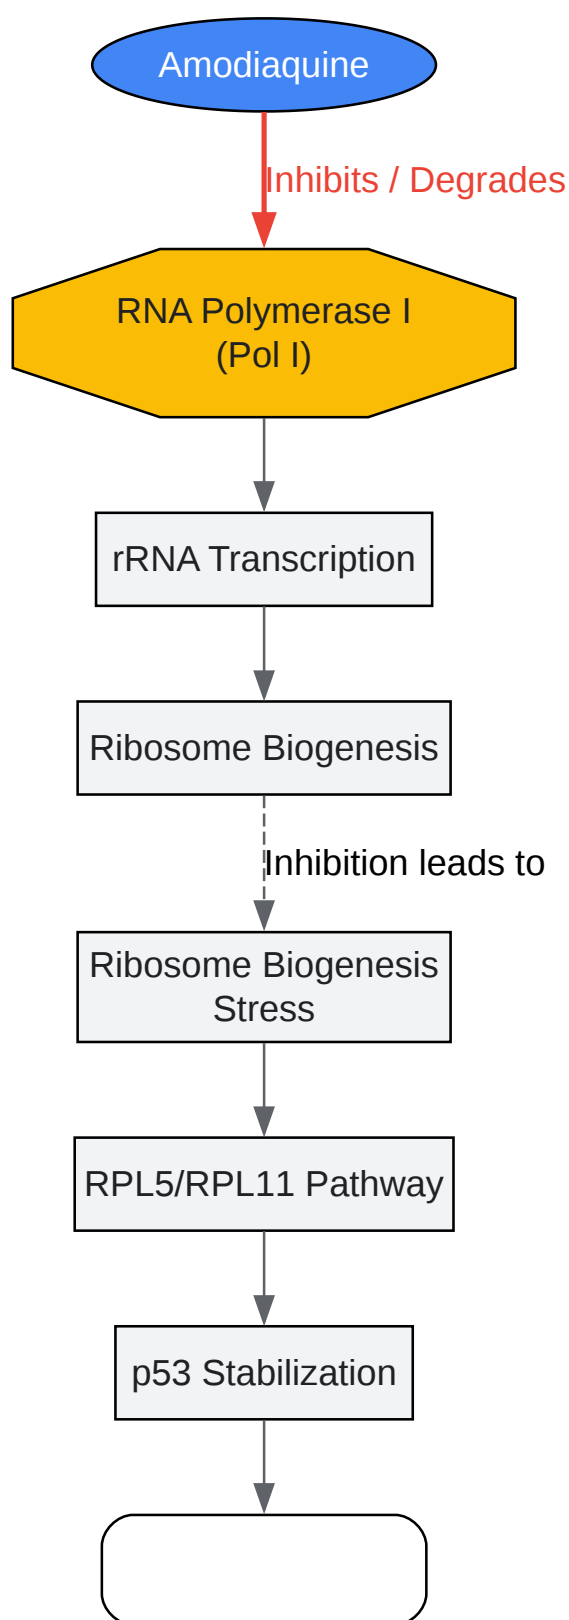 Amodiaquine
Inhibits / Degrades
RNA Polymerase I
(Pol I)
rRNA Transcription
Ribosome Biogenesis
Inhibition leads to
Ribosome Biogenesis
Stress
RPL5/RPL11 Pathway
p53 Stabilization